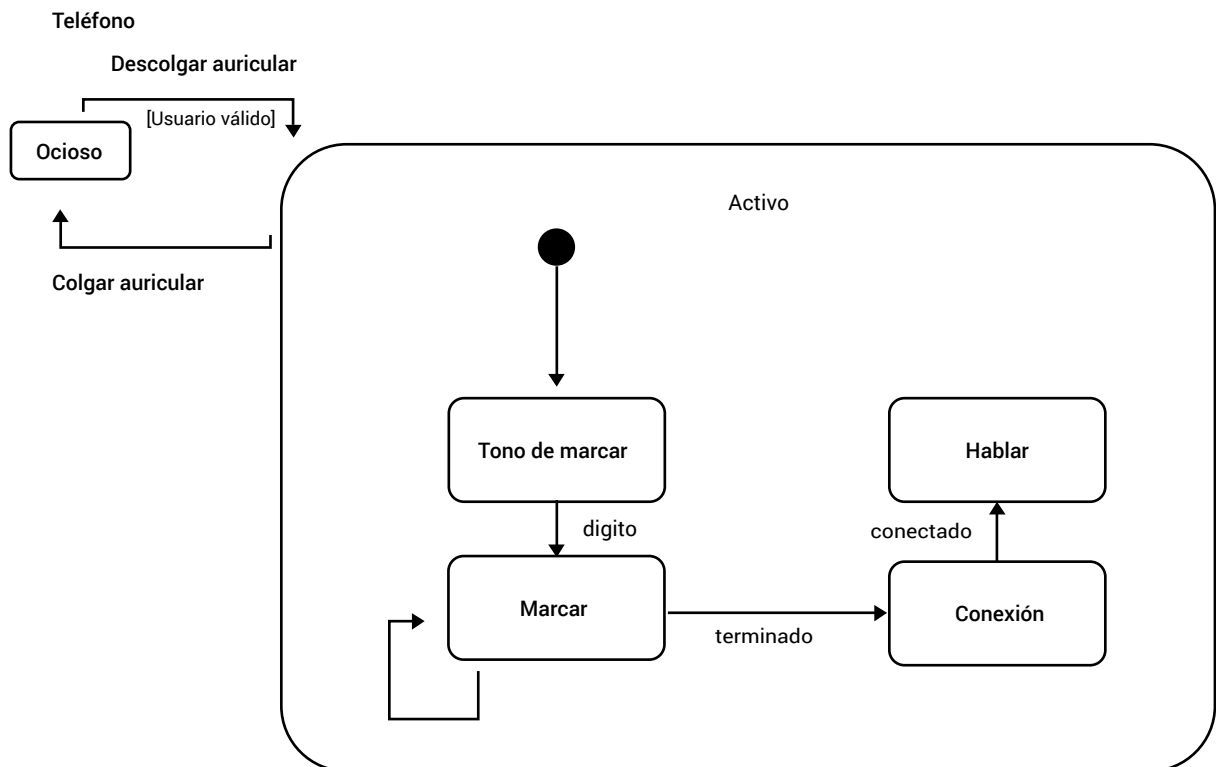 Teléfono
Descolgar auricular
[Usuario válido]
Ocioso
Activo
Colgar auricular
Tono de marcar
Hablar
digito
conectado
Marcar
Conexión
terminado